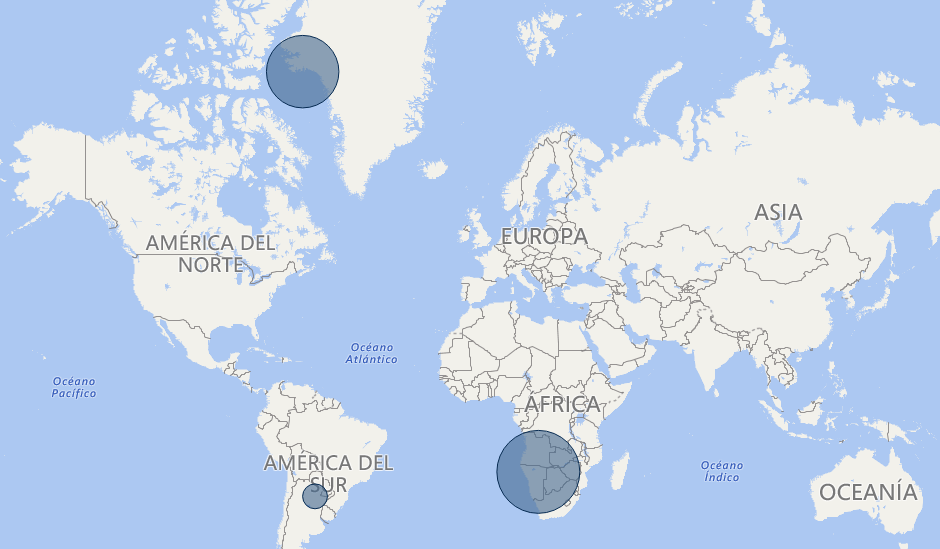 ASIA
EUROPA
AMÉRICA DEL
NORTE
Océano
Atlántico
Océano
Pacífico
ÁFRICA
AMÉRICA DEL
SUR
Océano
Índico
OCEANÍA